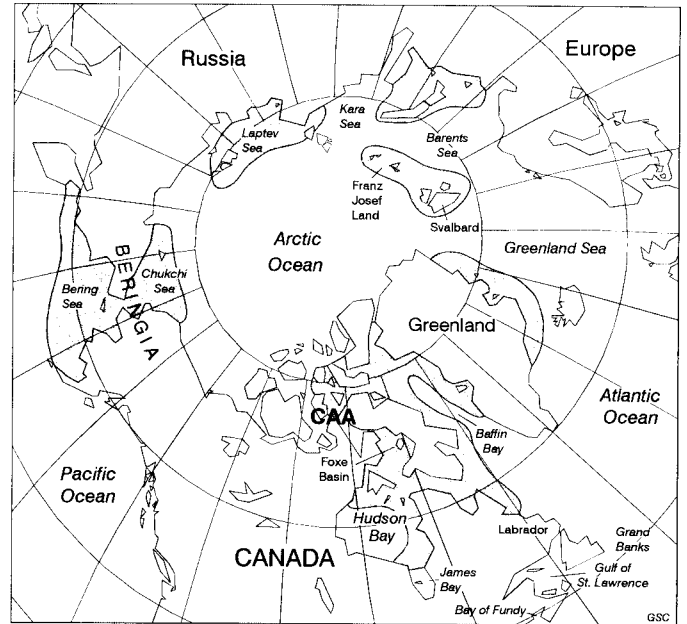 Russia
Europe
Kara
Sea
Laptev
Sea
Barents
Sea
Franz
Josef
Land
Svalbard
Arctic
Ocean
Greenland Sea
BERINGIA
Chukchi
Sea
Bering
Sea
Greenland
Atlantic
Ocean
CAA
Baffin
Bay
Foxe
Basin
Pacific
Ocean
Hudson
Bay
Labrador
Grand
Banks
CANADA
James
Bay
Gulf of
St. Lawrence
Bay of Fundy
GSC